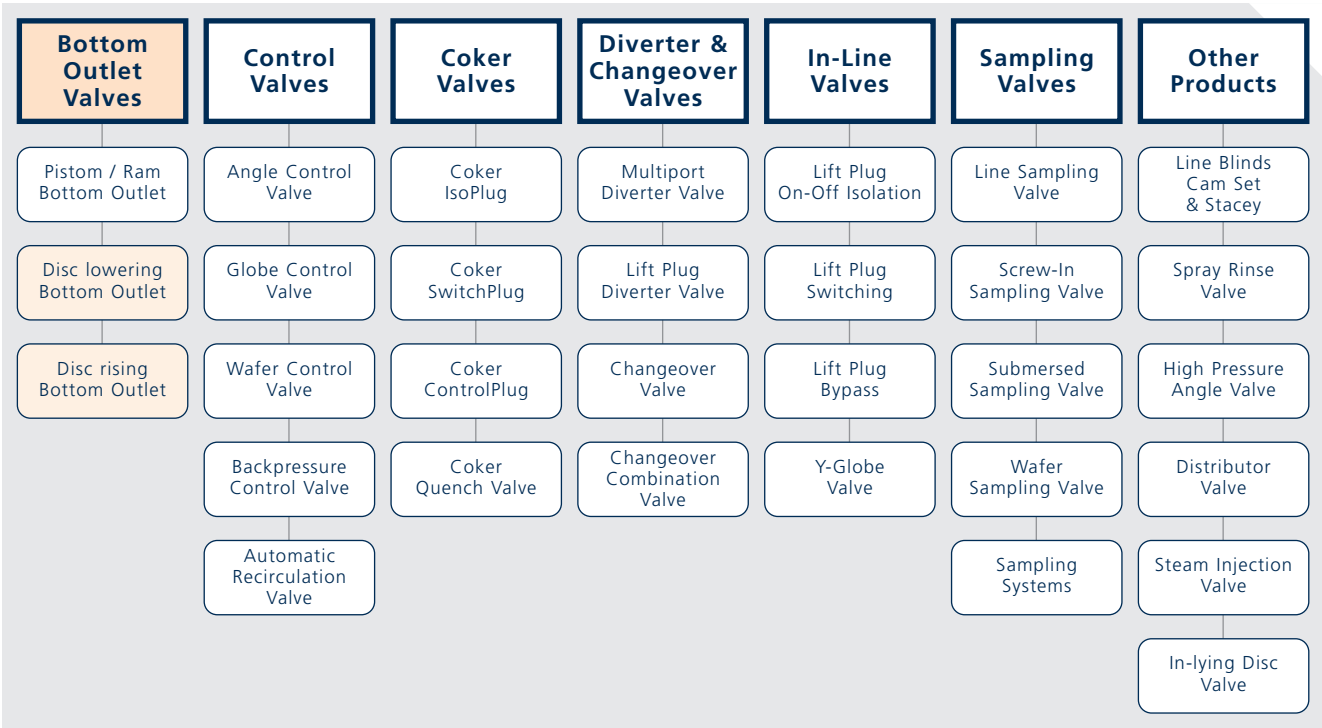 Bottom
Outlet
Valves
Pistom / Ram
Bottom Outlet
Disc lowering
Bottom Outlet
Disc rising
Bottom Outlet
Control
Valves
Angle Control
Valve
Globe Control
Valve
Wafer Control
Valve
Backpressure
Control Valve
Automatic
Recirculation
Valve
Coker
Valves
Coker
IsoPlug
Coker
SwitchPlug
Coker
ControlPlug
Coker
Quench Valve
Diverter &
Changeover
Valves
Multiport
Diverter Valve
Lift Plug
Diverter Valve
Changeover
Valve
Changeover
Combination
Valve
In-Line
Valves
Lift Plug
On-Off Isolation
Lift Plug
Switching
Lift Plug
Bypass
Y-Globe
Valve
Sampling
Valves
Line Sampling
Valve
Screw-In
Sampling Valve
Submersed
Sampling Valve
Wafer
Sampling Valve
Sampling
Systems
Other
Products
Line Blinds
Cam Set
& Stacey
Spray Rinse
Valve
High Pressure
Angle Valve
Distributor
Valve
Steam Injection
Valve
In-lying Disc
Valve